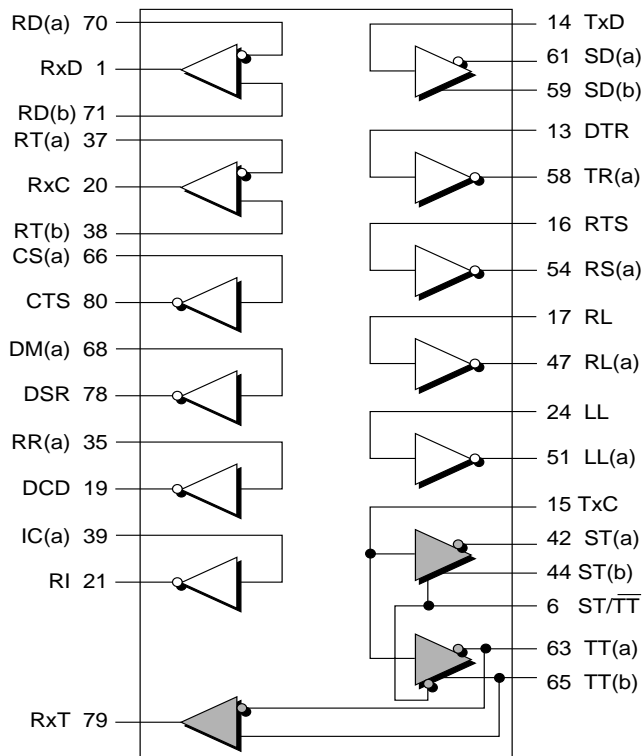 RD(a) 70
RxD 1
RD(b) 71
RT(a) 37
RxC 20
RT(b) 38
CS(a) 66
CTS 80
DM(a) 68
DSR 78
RR(a) 35
DCD 19
IC(a) 39
RI 21
RxT 79
14 TxD
61 SD(a)
59 SD(b)
13 DTR
58 TR(a)
16 RTS
54 RS(a)
17 RL
47 RL(a)
24 LL
51 LL(a)
15 TxC
42 ST(a)
44 ST(b)
6 ST/T̅T̅
63 TT(a)
65 TT(b)